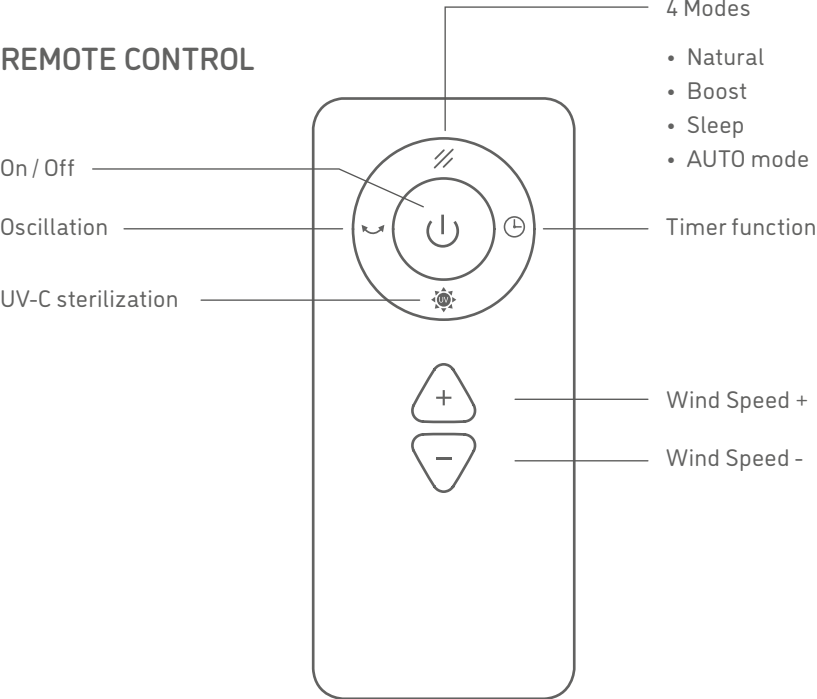 4 Modes
REMOTE CONTROL
• Natural
• Boost
• Sleep
• AUTO mode
On / Off
Oscillation
Timer function
UV-C sterilization
UV
+
Wind Speed +
−
Wind Speed -